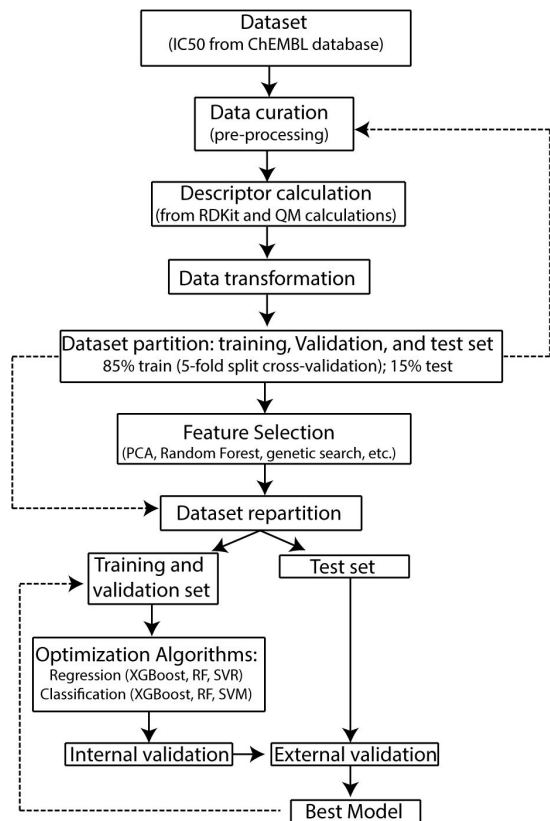 Dataset
(IC50 from ChEMBL database)
Data curation
(pre-processing)
Descriptor calculation
(from RDKit and QM calculations)
Data transformation
Dataset partition: training, Validation, and test set
85% train (5-fold split cross-validation); 15% test
Feature Selection
(PCA, Random Forest, genetic search, etc.)
Dataset repartition
Training and
validation set
Test set
Optimization Algorithms:
Regression (XGBoost, RF, SVR)
Classification (XGBoost, RF, SVM)
Internal validation
External validation
Best Model